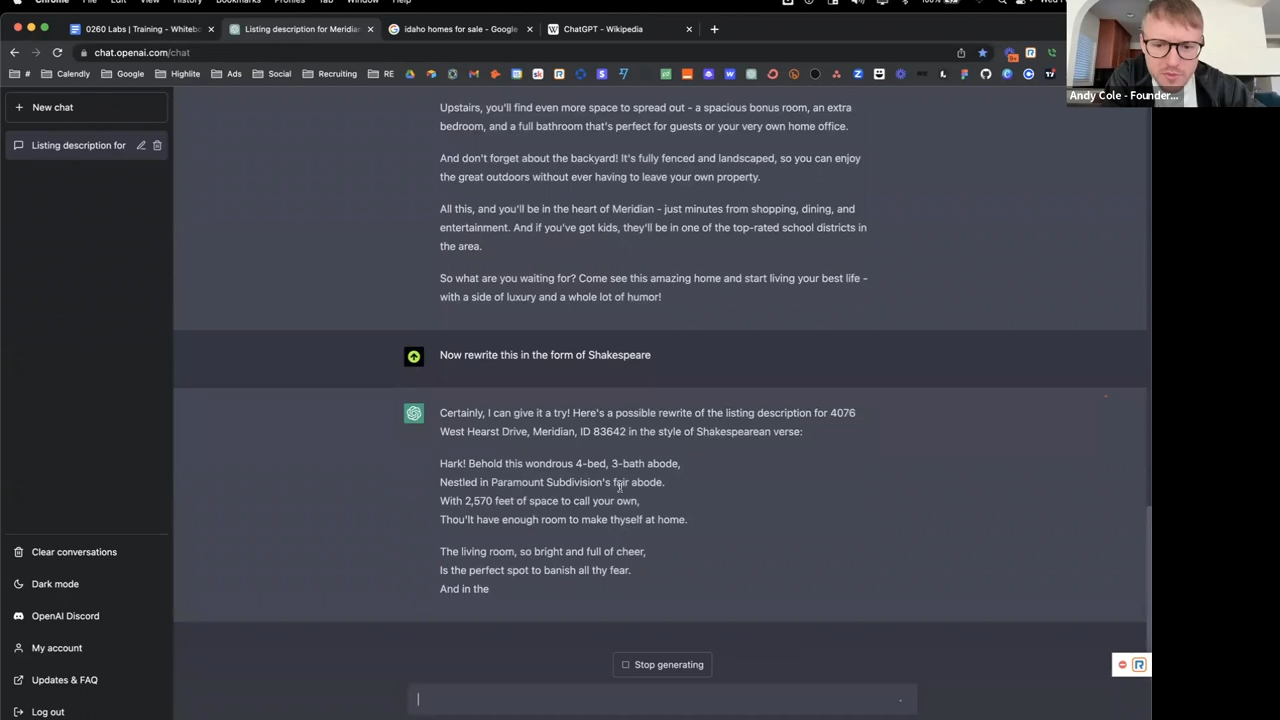 Chrome File Edit View History Bookmarks Profiles Tab Window Help
0260 Labs | Training - Whitebo
Listing description for Meridia
idaho homes for sale - Google
ChatGPT - Wikipedia
chat.openai.com/chat
#
Calendly
Google
Highlite
Ads
Social
Recruiting
RE
Andy Cole - Founder...
New chat
Listing description for
Upstairs, you'll find even more space to spread out - a spacious bonus room, an extra
bedroom, and a full bathroom that's perfect for guests or your very own home office.
And don't forget about the backyard! It's fully fenced and landscaped, so you can enjoy
the great outdoors without ever having to leave your own property.
All this, and you'll be in the heart of Meridian - just minutes from shopping, dining, and
entertainment. And if you've got kids, they'll be in one of the top-rated school districts in
the area.
So what are you waiting for? Come see this amazing home and start living your best life -
with a side of luxury and a whole lot of humor!
Now rewrite this in the form of Shakespeare
Certainly, I can give it a try! Here's a possible rewrite of the listing description for 4076
West Hearst Drive, Meridian, ID 83642 in the style of Shakespearean verse:
Hark! Behold this wondrous 4-bed, 3-bath abode,
Nestled in Paramount Subdivision's fair abode.
With 2,570 feet of space to call your own,
Thou'lt have enough room to make thyself at home.
The living room, so bright and full of cheer,
Is the perfect spot to banish all thy fear.
And in the
Stop generating
Clear conversations
Dark mode
OpenAI Discord
My account
Updates & FAQ
Log out